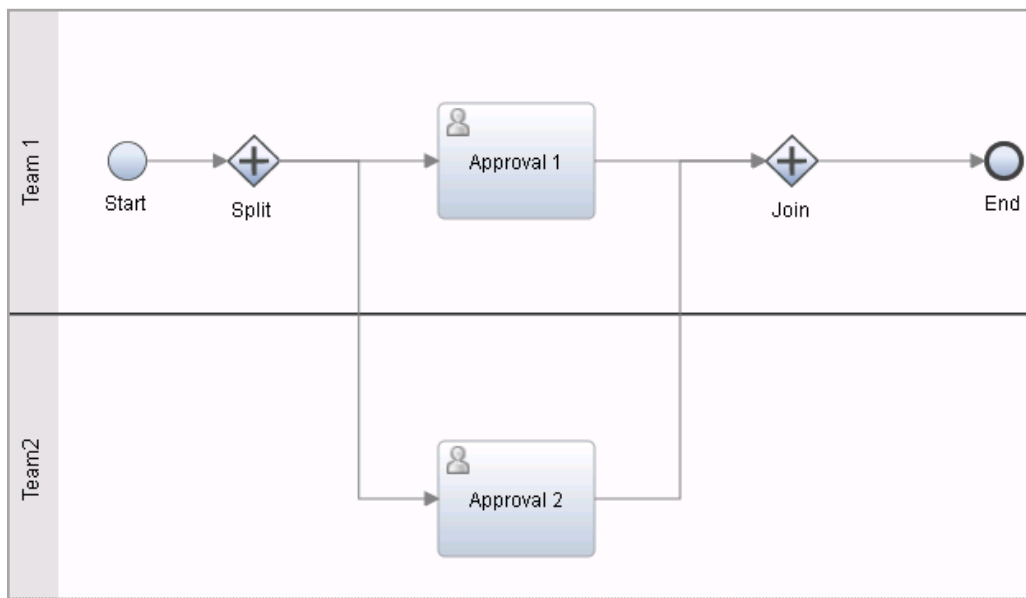 Team 1
Start
Split
Approval 1
Join
End
Team2
Approval 2